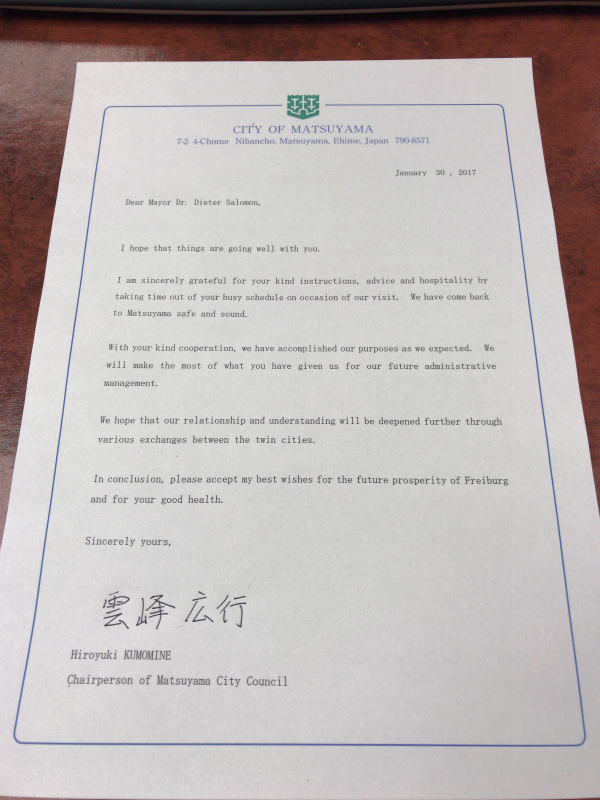 CITY OF MATSUYAMA
7-2 4-Chome Nibancho, Matsuyama, Ehime, Japan 790-8571
January 30 , 2017
Dear Mayor Dr. Dieter Salomon,
I hope that things are going well with you.
I am sincerely grateful for your kind instructions, advice and hospitality by
taking time out of your busy schedule on occasion of our visit. We have come back
to Matsuyama safe and sound.
With your kind cooperation, we have accomplished our purposes as we expected. We
will make the most of what you have given us for our future administrative
management.
We hope that our relationship and understanding will be deepened further through
various exchanges between the twin cities.
In conclusion, please accept my best wishes for the future prosperity of Freiburg
and for your good health.
Sincerely yours,
雲峰 広行
Hiroyuki KUMOMINE
Chairperson of Matsuyama City Council